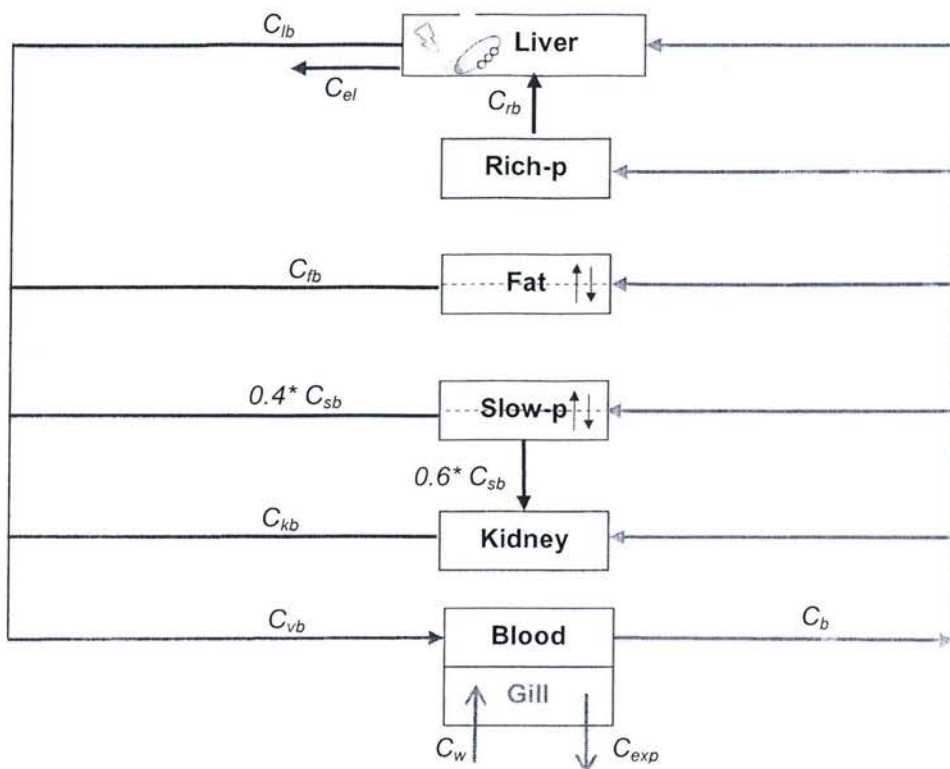 C_lb
Liver
C_el
C_rb
Rich-p
C_fb
Fat
0.4* C_sb
Slow-p
0.6* C_sb
C_kb
Kidney
C_vb
Blood
C_b
Gill
C_w
C_exp